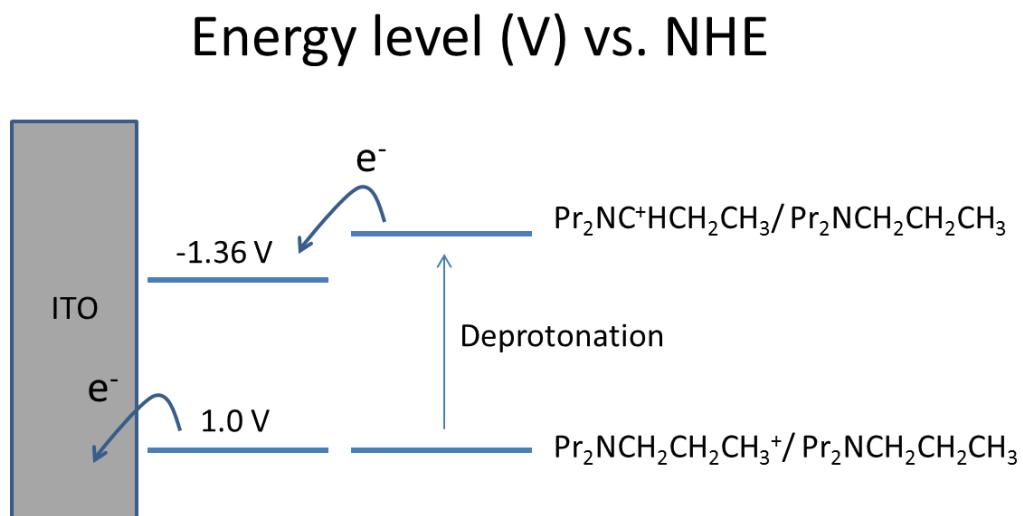 Energy level (V) vs. NHE
e⁻
Pr₂NC⁺HCH₂CH₃/ Pr₂NCH₂CH₂CH₃
-1.36 V
ITO
Deprotonation
e⁻
1.0 V
Pr₂NCH₂CH₂CH₃⁺/ Pr₂NCH₂CH₂CH₃